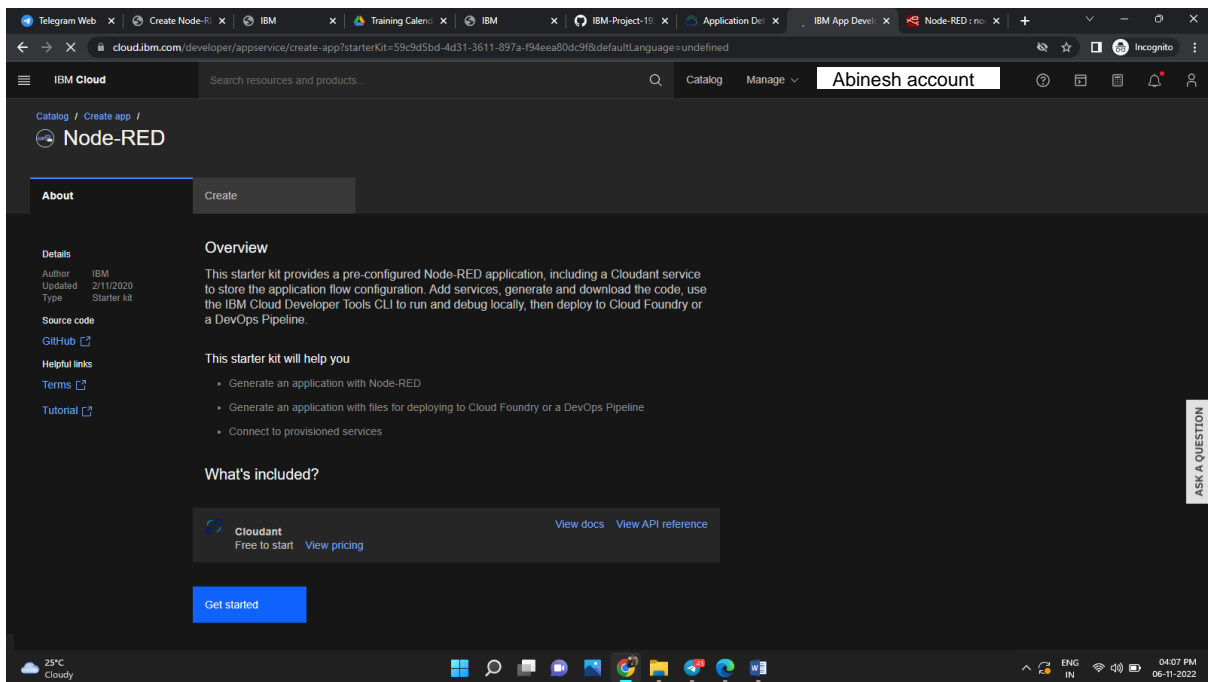 Telegram Web
Create Node-RE
IBM
Training Calend
IBM
IBM-Project-19
Application Det
IBM App Devel
Node-RED : no
cloud.ibm.com/developer/appservice/create-app?starterKit=59c9d5bd-4d31-3611-897a-f94eea80dc9f&defaultLanguage=undefined
Incognito
IBM Cloud
Search resources and products...
Catalog
Manage
Abinesh account
Catalog / Create app /
Node-RED
About
Create
Details
Author IBM
Updated 2/11/2020
Type Starter kit
Source code
GitHub
Helpful links
Terms
Tutorial
Overview
This starter kit provides a pre-configured Node-RED application, including a Cloudant service
to store the application flow configuration. Add services, generate and download the code, use
the IBM Cloud Developer Tools CLI to run and debug locally, then deploy to Cloud Foundry or
a DevOps Pipeline.
This starter kit will help you
• Generate an application with Node-RED
• Generate an application with files for deploying to Cloud Foundry or a DevOps Pipeline
• Connect to provisioned services
What's included?
Cloudant
View docs View API reference
Free to start View pricing
Get started
ASK A QUESTION
25°C
Cloudy
45
ENG
IN
04:07 PM
06-11-2022